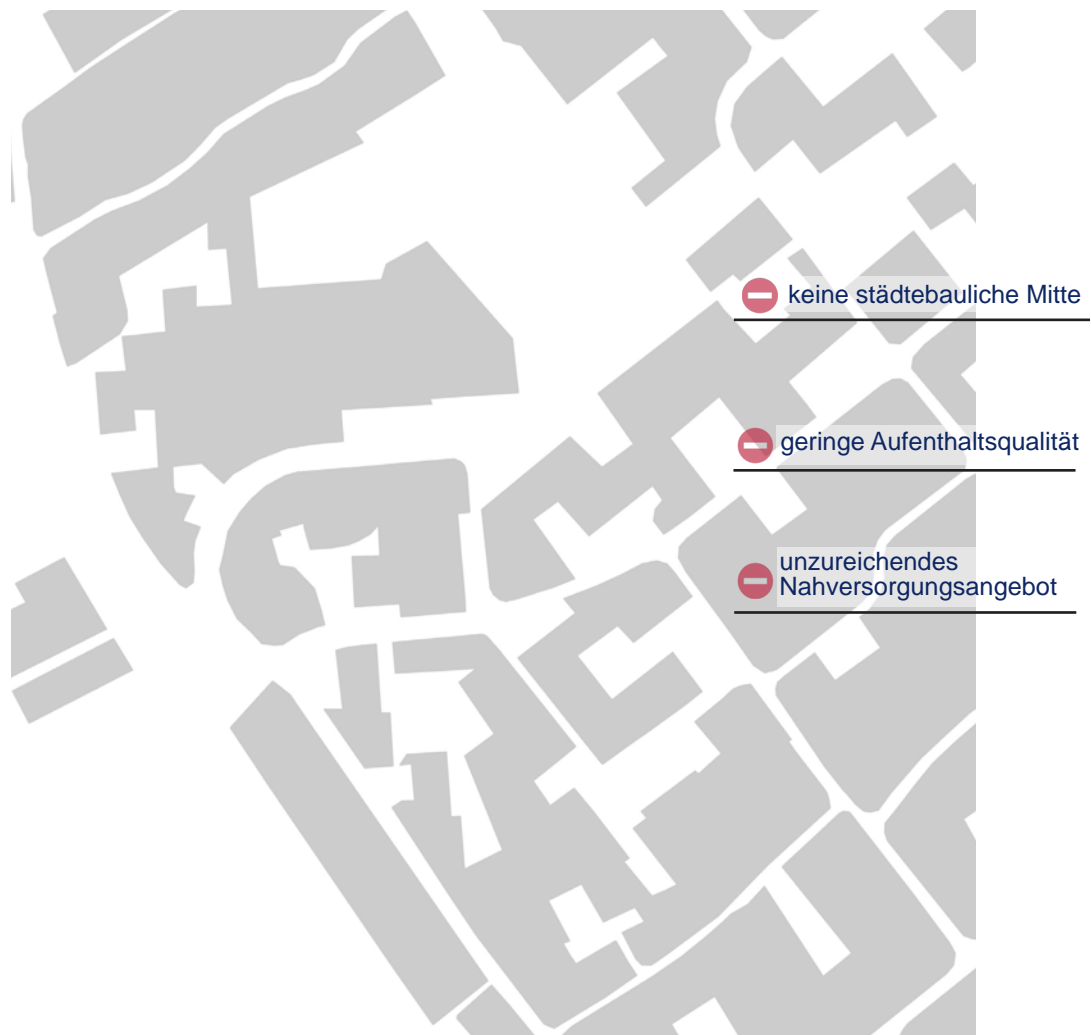 keine städtebauliche Mitte
geringe Aufenthaltsqualität
unzureichendes
Nahversorgungsangebot